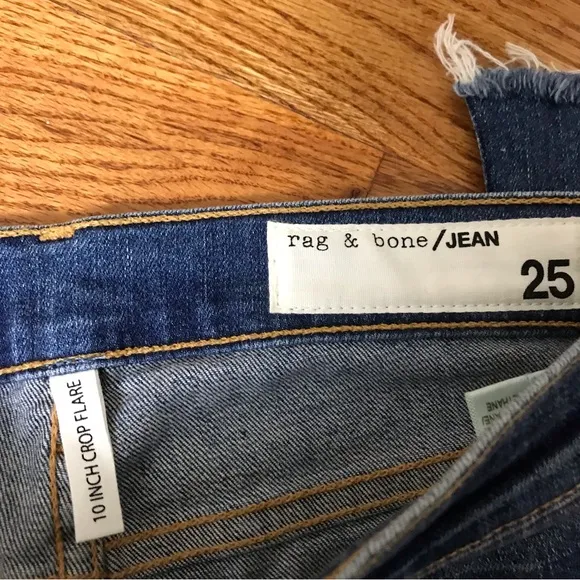 rag & bone/JEAN
25
10 INCH CROP FLARE